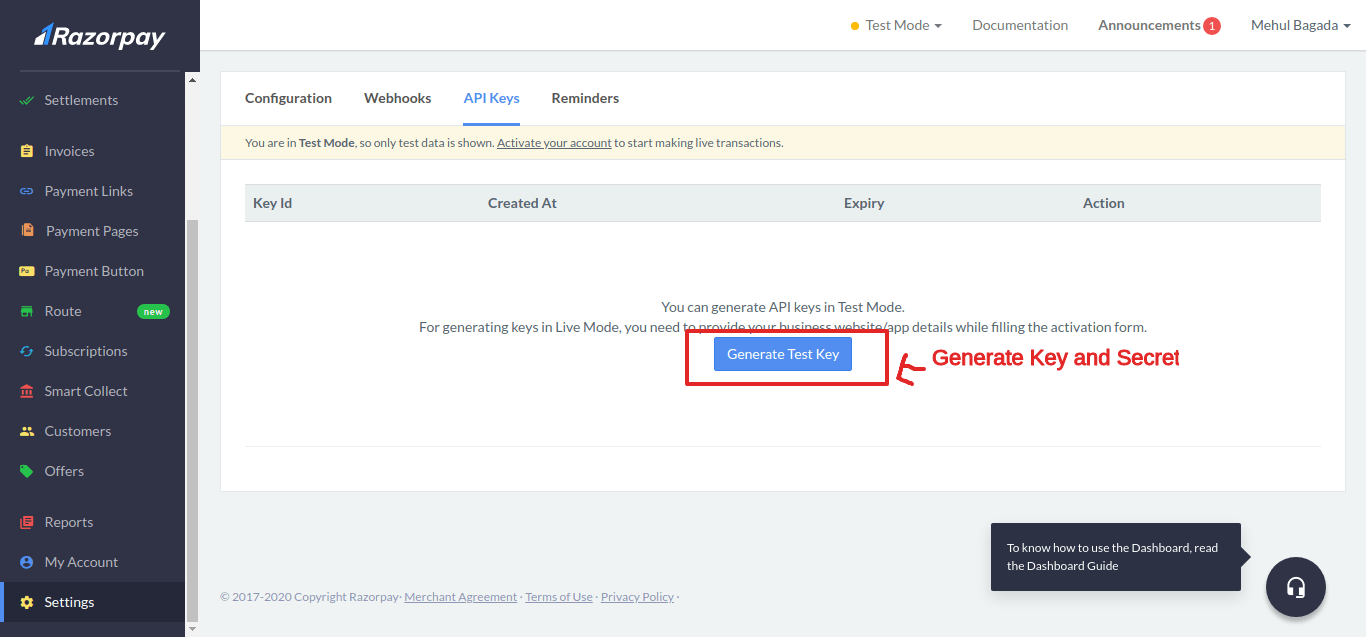 Razorpay
Test Mode
Documentation
Announcements 1
Mehul Bagada
Settlements
Invoices
Payment Links
Payment Pages
Pa
Payment Button
Route new
Subscriptions
Smart Collect
Customers
Offers
Reports
My Account
Settings
Configuration Webhooks API Keys Reminders
You are in Test Mode, so only test data is shown. Activate your account to start making live transactions.
Key Id Created At Expiry Action
You can generate API keys in Test Mode.
For generating keys in Live Mode, you need to provide your business website/app details while filling the activation form.
Generate Test Key
Generate Key and Secret
To know how to use the Dashboard, read
the Dashboard Guide
© 2017-2020 Copyright Razorpay· Merchant Agreement · Terms of Use · Privacy Policy ·